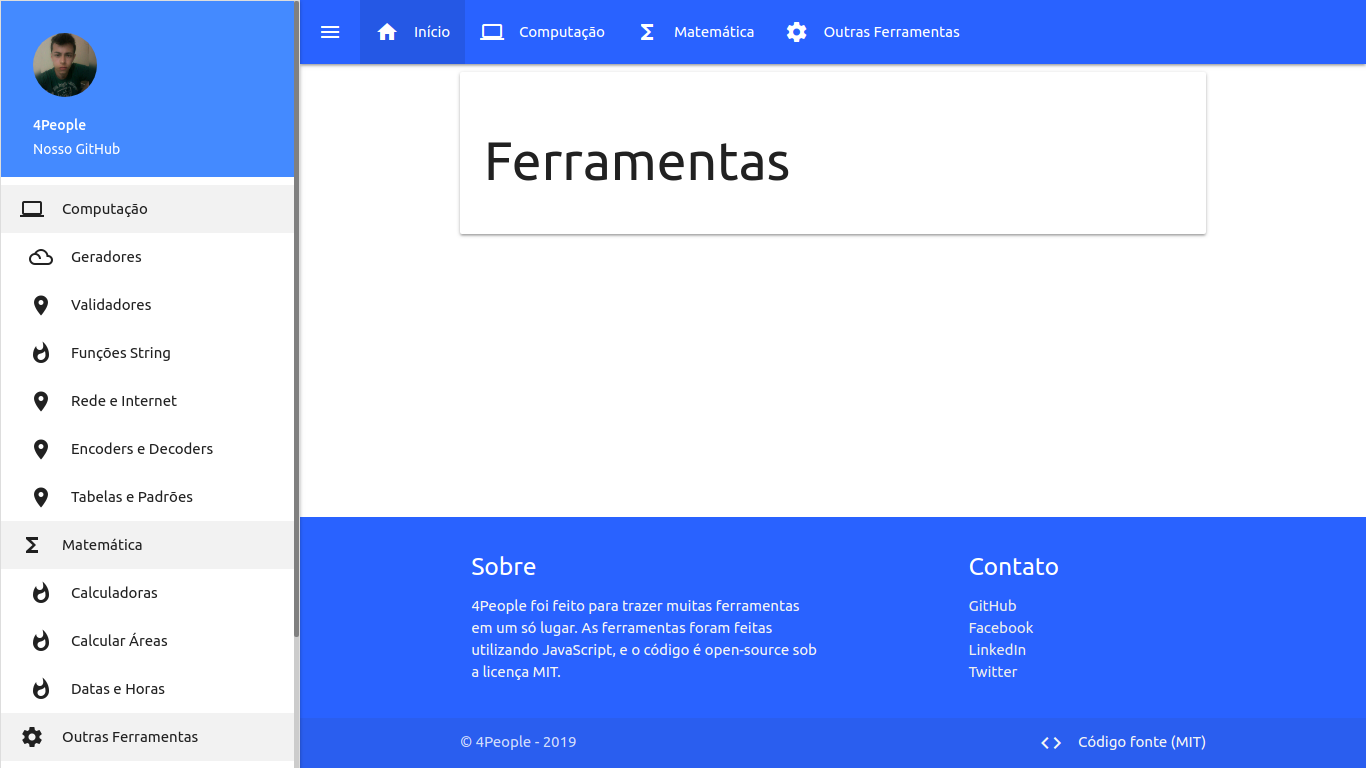 4People
Nosso GitHub
Computação
Geradores
Validadores
Funções String
Rede e Internet
Encoders e Decoders
Tabelas e Padrões
Matemática
Calculadoras
Calcular Áreas
Datas e Horas
Outras Ferramentas
Início
Computação
Matemática
Outras Ferramentas
Ferramentas
Sobre
4People foi feito para trazer muitas ferramentas
em um só lugar. As ferramentas foram feitas
utilizando JavaScript, e o código é open-source sob
a licença MIT.
Contato
GitHub
Facebook
LinkedIn
Twitter
© 4People - 2019
Código fonte (MIT)